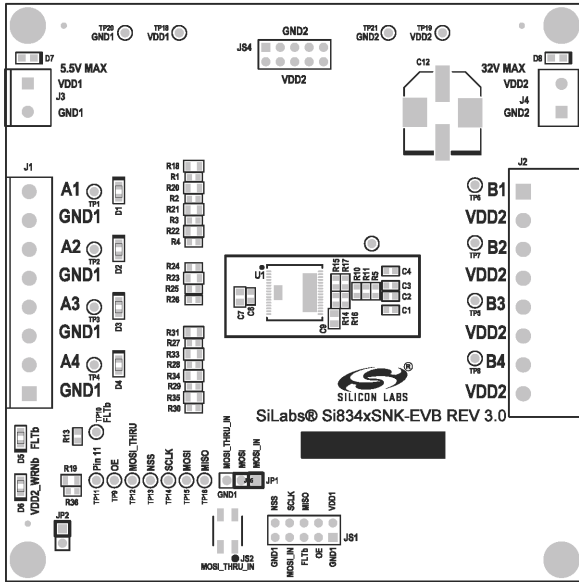 TP20
GND1
TP18
VDD1
GND2
JS4
VDD2
TP21
GND2
TP19
VDD2
D7
5.5V MAX
VDD1
J3
GND1
C12
32V MAX
D8
VDD2
J4
GND2
J1
A1
TP1
GND1
D1
A2
TP2
GND1
D2
A3
TP3
GND1
D3
A4
TP4
GND1
D4
R18
R1
R20
R2
R21
R3
R22
R4
R24
R23
R25
R26
R31
R27
R33
R28
R34
R29
R35
R30
U1
C7
C8
C9
R15
R17
R14
R16
R10
R11
R5
C4
C3
C2
C1
J2
B1
TP6
VDD2
B2
TP7
VDD2
B3
VDD2
B4
TP8
VDD2
®
SILICON LABS
SiLabs® Si834xSNK-EVB REV 3.0
D5
FLTb
D6
VDD2_WRNb
R13
TP10
FLTb
R19
R36
JP2
TP11
Pin 11
TP9
OE
TP12
MOSI_THRU
TP13
NSS
TP14
SCLK
TP15
MOSI
TP16
MISO
MOSI_THRU_IN
MOSI
MOSI_IN
GND1
JP1
JS2
MOSI_THRU_IN
NSS
SCLK
MISO
VDD1
JS1
GND1
MOSI_IN
FLTb
OE
GND1